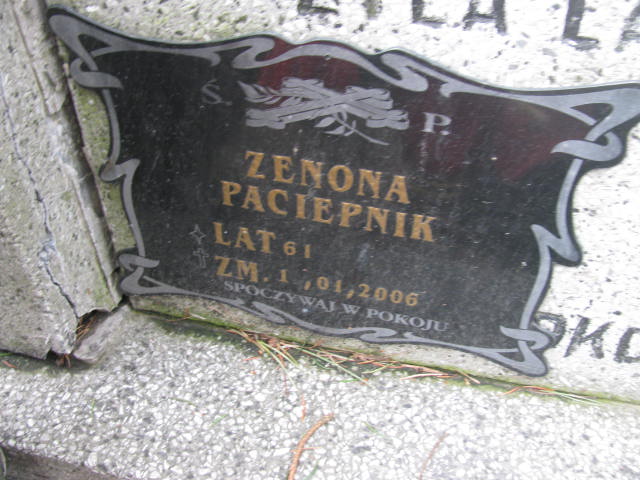 Ś. P.
ZENONA
PACIEPNIK
LAT 61
ZM. 1 ,01,2006
SPOCZYWAJ W POKOJU